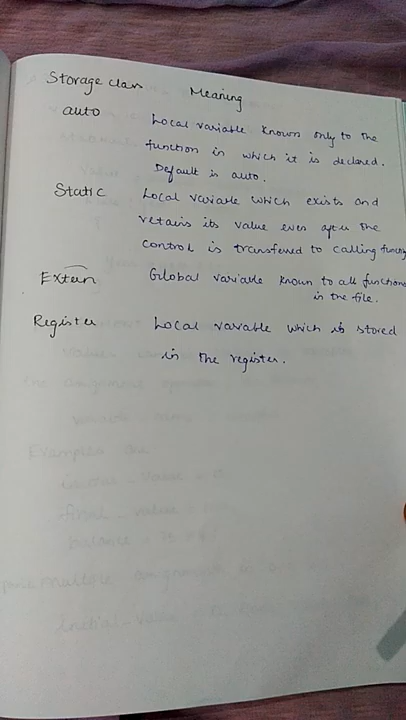 Storage class Meaning
auto Local variable known only to the
function in which it is declared.
Default is auto.
Static Local variable which exists and
retains its value even after the
control is transferred to calling function
Extern Global variable known to all functions
in the file.
Register Local varable which is stored
in the register.